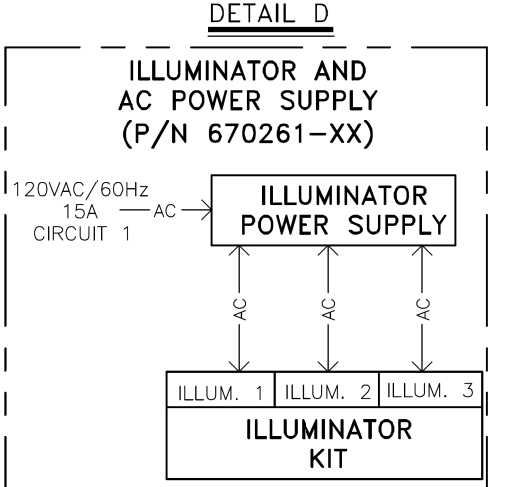 DETAIL D
ILLUMINATOR AND
AC POWER SUPPLY
(P/N 670261-XX)
120VAC/60Hz
15A
CIRCUIT 1
AC
ILLUMINATOR
POWER SUPPLY
AC
AC
AC
ILLUM. 1
ILLUM. 2
ILLUM. 3
ILLUMINATOR
KIT